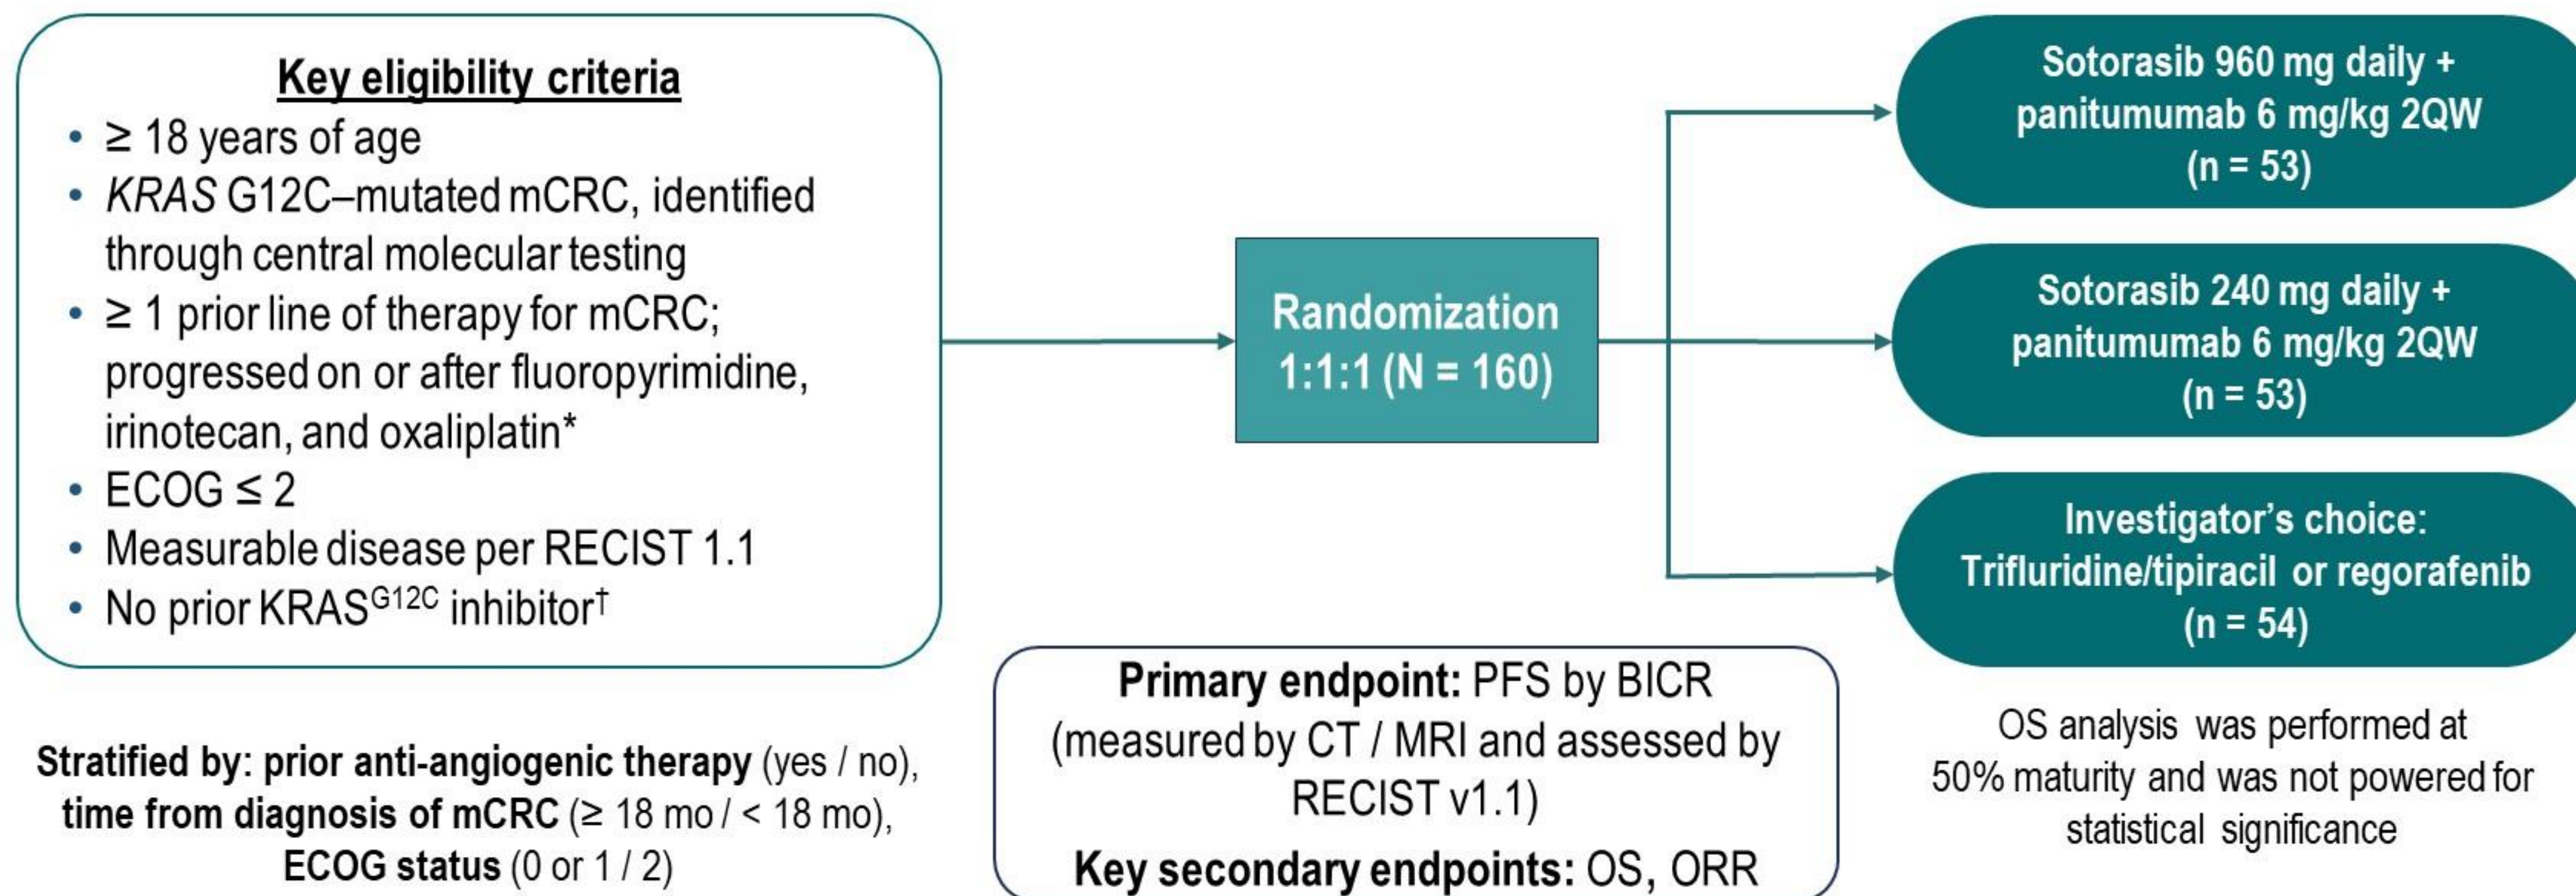 Key eligibility criteria
• ≥ 18 years of age
• KRAS G12C–mutated mCRC, identified
through central molecular testing
• ≥ 1 prior line of therapy for mCRC;
progressed on or after fluoropyrimidine,
irinotecan, and oxaliplatin*
• ECOG ≤ 2
• Measurable disease per RECIST 1.1
• No prior KRASG12C inhibitor†
Stratified by: prior anti-angiogenic therapy (yes / no),
time from diagnosis of mCRC (≥ 18 mo / < 18 mo),
ECOG status (0 or 1 / 2)
Randomization
1:1:1 (N = 160)
Primary endpoint: PFS by BICR
(measured by CT / MRI and assessed by
RECIST v1.1)
Key secondary endpoints: OS, ORR
Sotorasib 960 mg daily +
panitumumab 6 mg/kg 2QW
(n = 53)
Sotorasib 240 mg daily +
panitumumab 6 mg/kg 2QW
(n = 53)
Investigator’s choice:
Trifluridine/tipiracil or regorafenib
(n = 54)
OS analysis was performed at
50% maturity and was not powered for
statistical significance